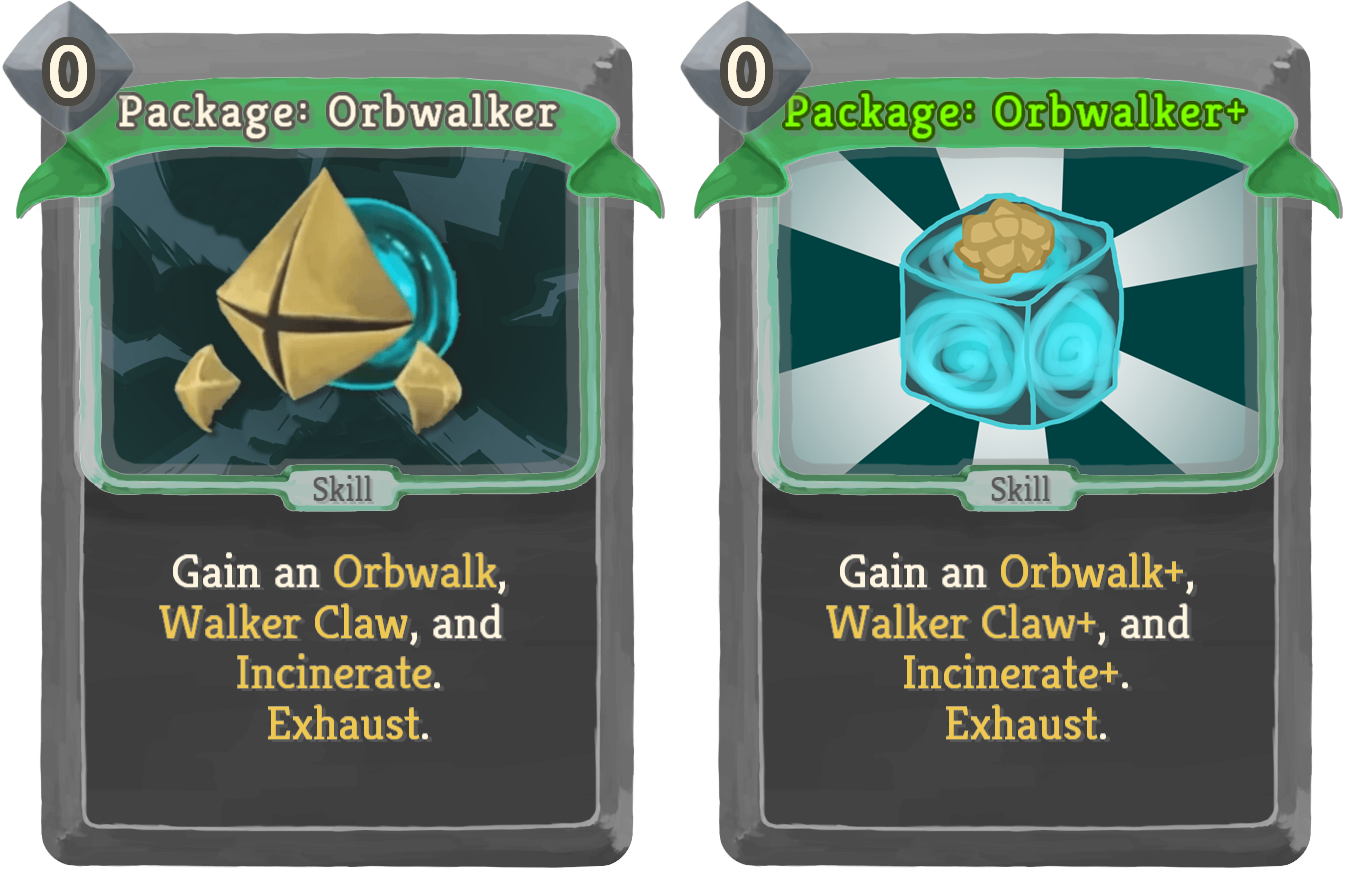 0
Package: Orbwalker
Skill
Gain an Orbwalk,
Walker Claw, and
Incinerate.
Exhaust.
0
Package: Orbwalker+
Skill
Gain an Orbwalk+,
Walker Claw+, and
Incinerate+.
Exhaust.